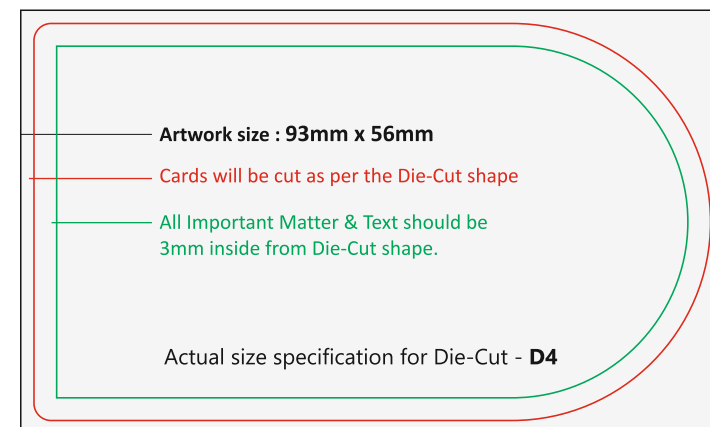 Artwork size : 93mm x 56mm
Cards will be cut as per the Die-Cut shape
All Important Matter & Text should be
3mm inside from Die-Cut shape.
Actual size specification for Die-Cut - D4